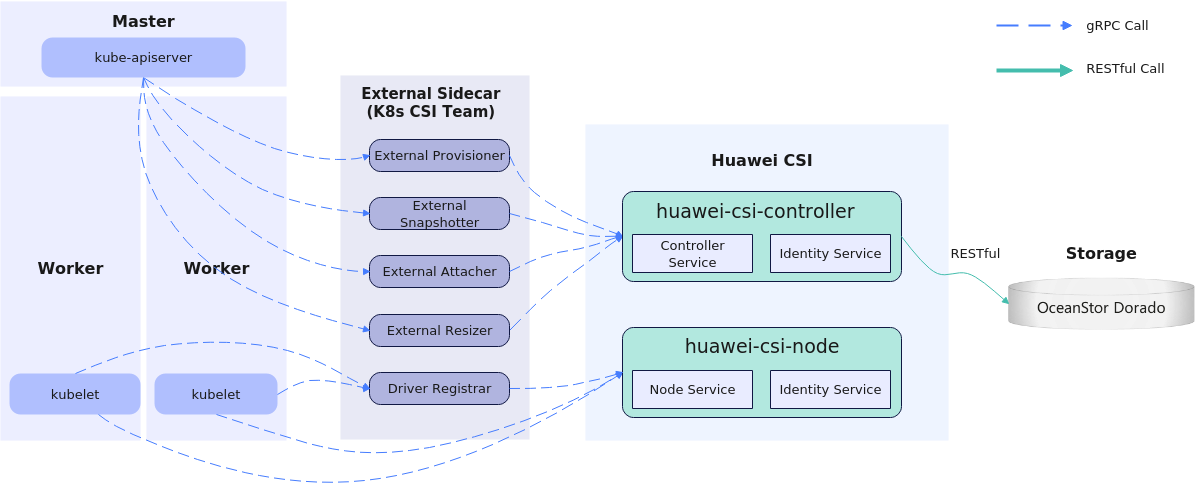 Master
kube-apiserver
Worker
Worker
kubelet
kubelet
External Sidecar
(K8s CSI Team)
External Provisioner
External
Snapshotter
External Attacher
External Resizer
Driver Registrar
Huawei CSI
huawei-csi-controller
Controller
Service
Identity Service
huawei-csi-node
Node Service
Identity Service
gRPC Call
RESTful Call
RESTful
Storage
OceanStor Dorado